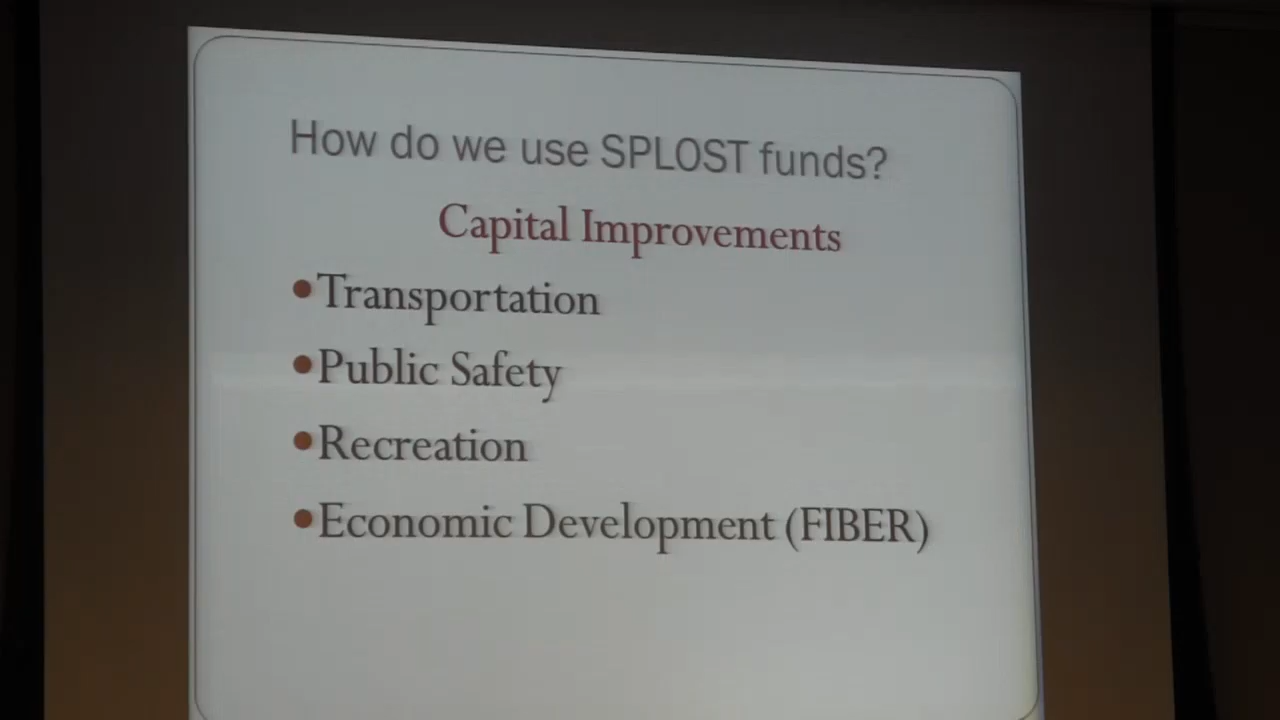 How do we use SPLOST funds?
Capital Improvements
•Transportation
•Public Safety
•Recreation
•Economic Development (FIBER)